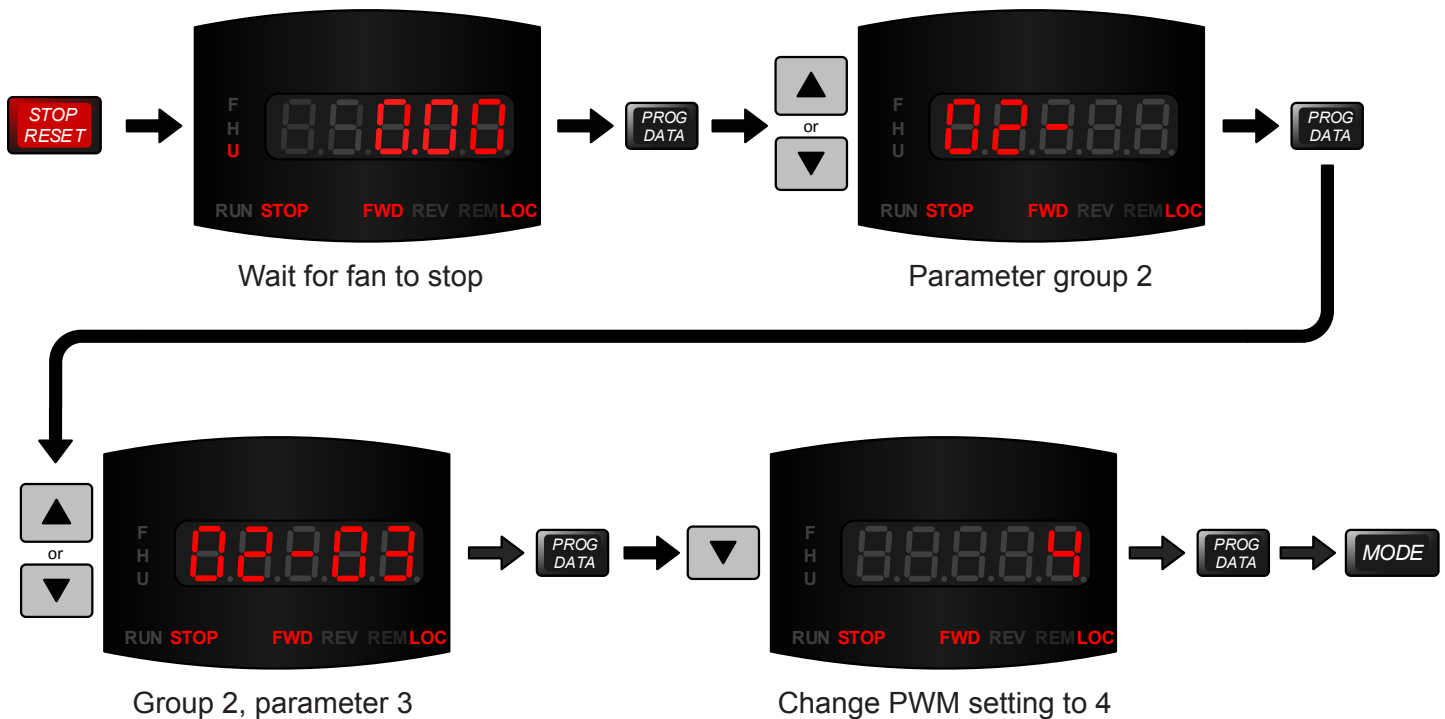 STOP
RESET
F
H
U
0.00
RUN STOP FWD REV REM LOC
Wait for fan to stop
PROG
DATA
or
F
H
U
02-
RUN STOP FWD REV REM LOC
Parameter group 2
PROG
DATA
or
F
H
U
02-03
RUN STOP FWD REV REM LOC
Group 2, parameter 3
PROG
DATA
F
H
U
4
RUN STOP FWD REV REM LOC
Change PWM setting to 4
PROG
DATA
MODE